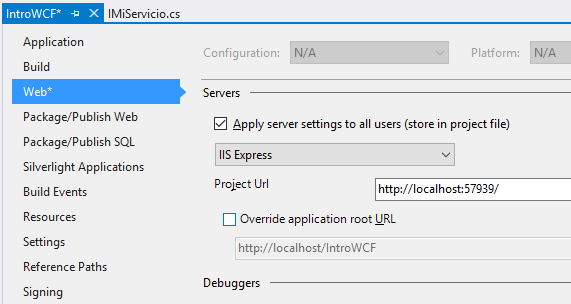 IntroWCF* IMiServicio.cs
Application
Build
Web*
Package/Publish Web
Package/Publish SQL
Silverlight Applications
Build Events
Resources
Settings
Reference Paths
Signing
Configuration: N/A Platform: N/A
Servers
Apply server settings to all users (store in project file)
IIS Express
Project Url http://localhost:57939/
Override application root URL
http://localhost/IntroWCF
Debuggers